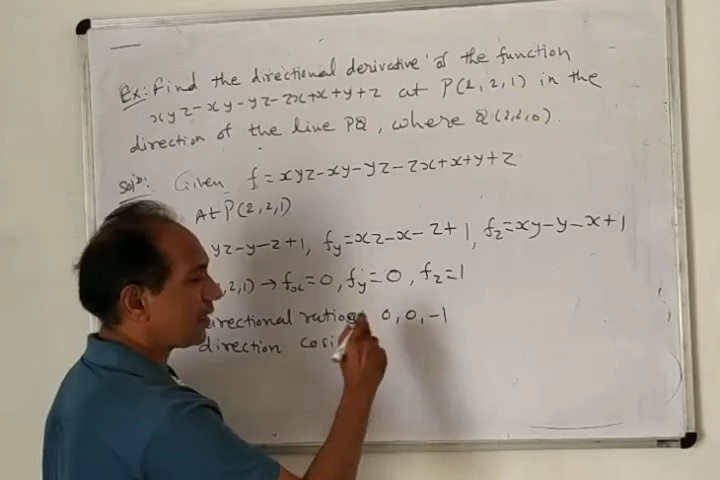 Ex: Find the directional derivative of the function
xyz-xy-yz-zx+x+y+z at P(2,2,1) in the
direction of the line PQ, where Q(2,2,0).
Solⁿ: Given f=xyz-xy-yz-zx+x+y+z
At P(2,2,1)
yz-y-z+1, fy=xz-x-z+1, fz=xy-y-x+1
,2,1) → fx=0, fy=0, fz=1
irectional ratios 0, 0, -1
direction cosi